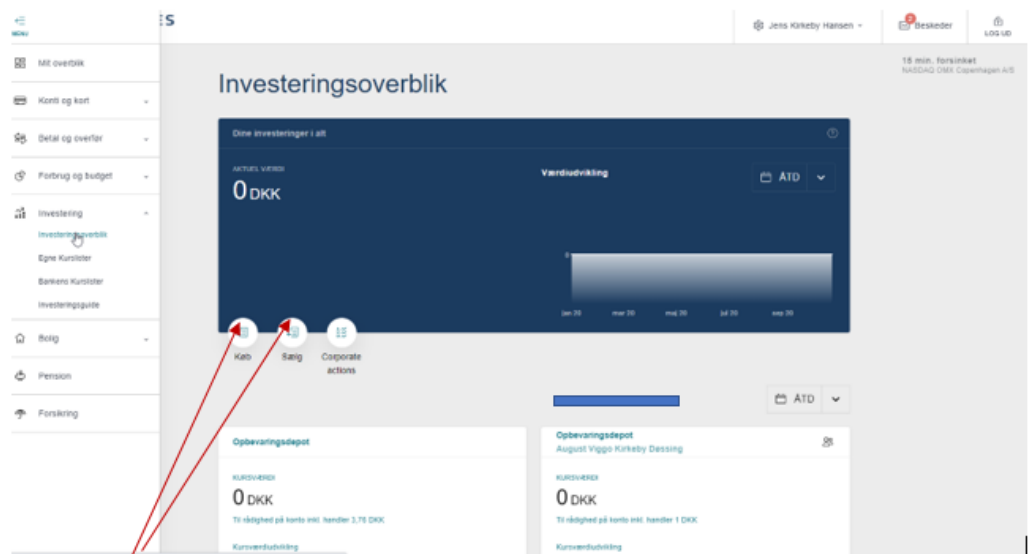 MENU
ES
Jens Kirkeby Hansen
2
Beskeder
LOG UD
15 min. forsinket
NASDAQ OMX Copenhagen A/S
Mit overblik
Konti og kort
Betal og overfør
Forbrug og budget
Investering
Investeringsoverblik
Egne Kurslister
Bankens Kurslister
Investeringsguide
Bolig
Pension
Forsikring
Investeringsoverblik
Dine investeringer i alt
AKTUEL VÆRDI
0 DKK
Værdiudvikling
ÅTD
0
jan 20 mar 20 maj 20 jul 20 sep 20
Køb
Sælg
Corporate
actions
ÅTD
Opbevaringsdepot
KURSVÆRDI
0 DKK
Til rådighed på konto inkl. handler 3,78 DKK
Kursværdiudvikling
Opbevaringsdepot
August Viggo Kirkeby Døssing
KURSVÆRDI
0 DKK
Til rådighed på konto inkl. handler 1 DKK
Kursværdiudvikling